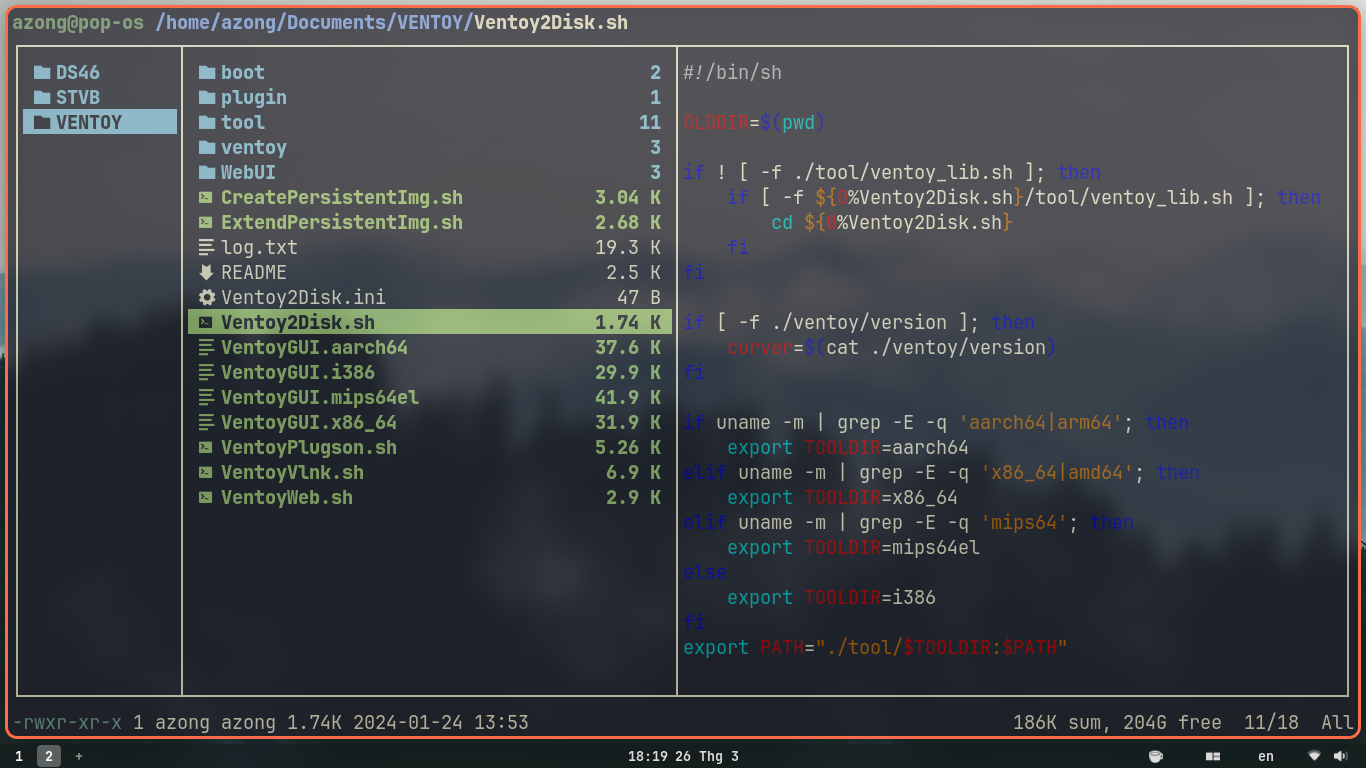 azong@pop-os /home/azong/Documents/VENTOY/Ventoy2Disk.sh
DS46
STVB
VENTOY
boot 2
plugin 1
tool 11
ventoy 3
WebUI 3
CreatePersistentImg.sh 3.04 K
ExtendPersistentImg.sh 2.68 K
log.txt 19.3 K
README 2.5 K
Ventoy2Disk.ini 47 B
Ventoy2Disk.sh 1.74 K
VentoyGUI.aarch64 37.6 K
VentoyGUI.i386 29.9 K
VentoyGUI.mips64el 41.9 K
VentoyGUI.x86_64 31.9 K
VentoyPlugson.sh 5.26 K
VentoyVlnk.sh 6.9 K
VentoyWeb.sh 2.9 K
#!/bin/sh
OLDDIR=$(pwd)
if ! [ -f ./tool/ventoy_lib.sh ]; then
    if [ -f ${0%Ventoy2Disk.sh}/tool/ventoy_lib.sh ]; then
        cd ${0%Ventoy2Disk.sh}
    fi
fi
if [ -f ./ventoy/version ]; then
    curver=$(cat ./ventoy/version)
fi
if uname -m | grep -E -q 'aarch64|arm64'; then
    export TOOLDIR=aarch64
elif uname -m | grep -E -q 'x86_64|amd64'; then
    export TOOLDIR=x86_64
elif uname -m | grep -E -q 'mips64'; then
    export TOOLDIR=mips64el
else
    export TOOLDIR=i386
fi
export PATH="./tool/$TOOLDIR:$PATH"
-rwxr-xr-x 1 azong azong 1.74K 2024-01-24 13:53 186K sum, 204G free 11/18 All
1 2 + 18:19 26 Thg 3 en